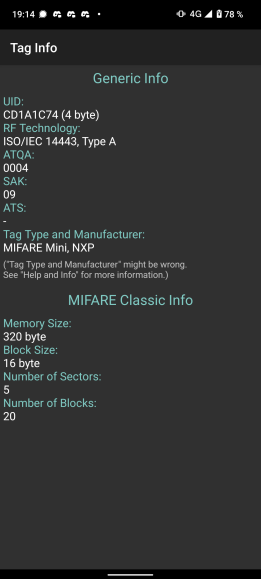 19:14 4G 78 %
Tag Info
Generic Info
UID:
CD1A1C74 (4 byte)
RF Technology:
ISO/IEC 14443, Type A
ATQA:
0004
SAK:
09
ATS:
-
Tag Type and Manufacturer:
MIFARE Mini, NXP
("Tag Type and Manufacturer" might be wrong.
See "Help and Info" for more information.)
MIFARE Classic Info
Memory Size:
320 byte
Block Size:
16 byte
Number of Sectors:
5
Number of Blocks:
20